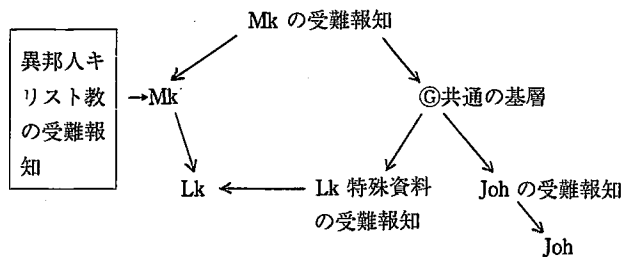 Mk の受難報知
異邦人キ
リスト教
の受難報
知
Mk
Ⓖ共通の基層
Lk
Lk 特殊資料
の受難報知
Joh の受難報知
Joh